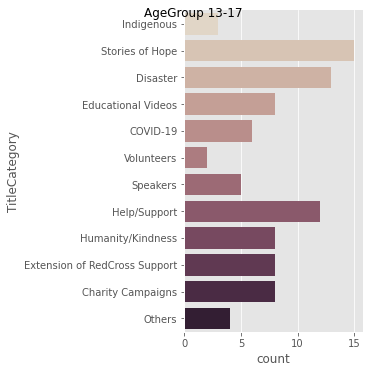 AgeGroup 13-17
Indigenous
Stories of Hope
Disaster
Educational Videos
COVID-19
Volunteers
Speakers
Help/Support
Humanity/Kindness
Extension of RedCross Support
Charity Campaigns
Others
TitleCategory
0 5 10 15
count